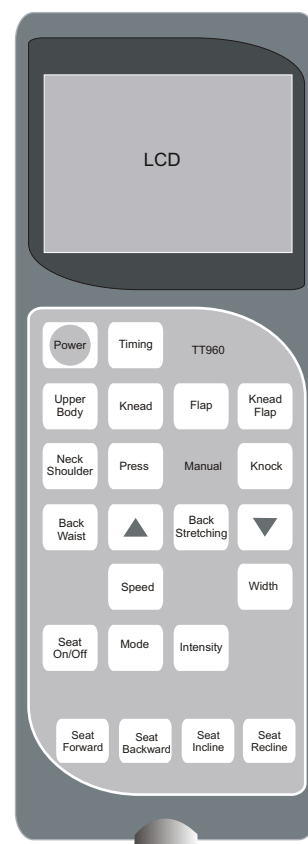 LCD
Power
Timing
TT960
Upper
Body
Knead
Flap
Knead
Flap
Neck
Shoulder
Press
Manual
Knock
Back
Waist
Back
Stretching
Speed
Width
Seat
On/Off
Mode
Intensity
Seat
Forward
Seat
Backward
Seat
Incline
Seat
Recline